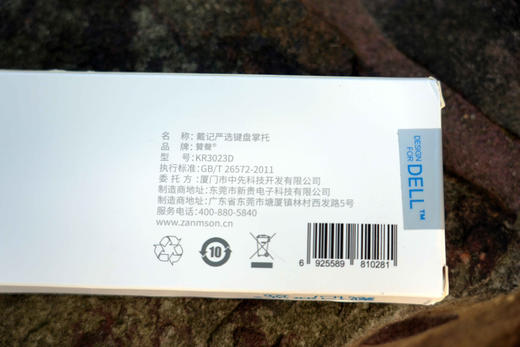 名　称:戴记严选键盘掌托
品　牌:贊聲®
型　号:KR3023D
执行标准:GB/T 26572-2011
委 托 方:厦门市中先科技开发有限公司
制造商地址:东莞市新贵电子科技有限公司
制造商地址:广东省东莞市塘厦镇林村西发路5号
服务电话:400-880-5840
www.zanmson.com
10
6 925589 810281
DESIGN
FOR
DELL™